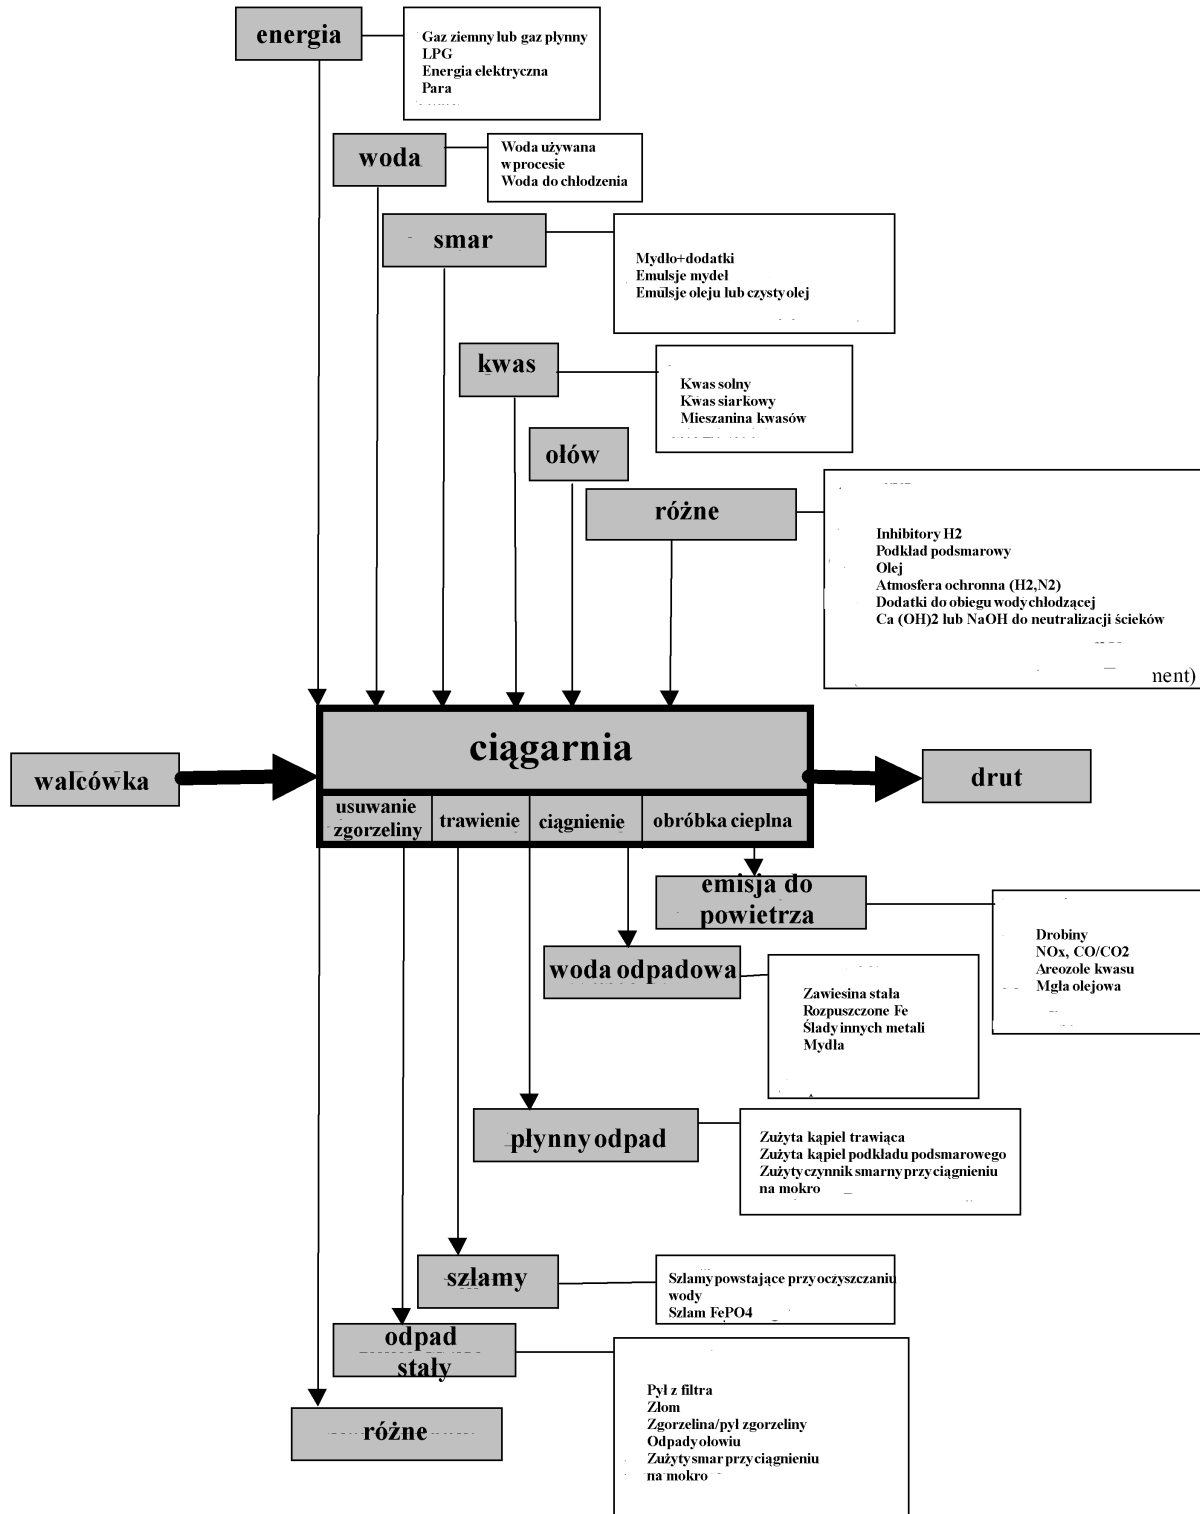 energia
Gaz ziemny lub gaz płynny
LPG
Energia elektryczna
Para
woda
Woda używana
w procesie
Woda do chłodzenia
smar
Mydło+dodatki
Emulsje mydeł
Emulsje oleju lub czysty olej
kwas
Kwas solny
Kwas siarkowy
Mieszanina kwasów
ołów
różne
Inhibitory H2
Podkład podsmarowy
Olej
Atmosfera ochronna (H2,N2)
Dodatki do obiegu wody chłodzącej
Ca (OH)2 lub NaOH do neutralizacji ścieków
nent)
ciągarnia
walcówka
drut
usuwanie
zgorzeliny
trawienie
ciągnienie
obróbka cieplna
emisja do
powietrza
Drobiny
NOx, CO/CO2
Areozole kwasu
Mgła olejowa
woda odpadowa
Zawiesina stała
Rozpuszczone Fe
Ślady innych metali
Mydła
płynny odpad
Zużyta kąpiel trawiąca
Zużyta kąpiel podkładu podsmarowego
Zużyty czynnik smarny przy ciągnieniu
na mokro
szlamy
Szlamy powstające przy oczyszczaniu
wody
Szlam FePO4
odpad
stały
Pył z filtra
Złom
Zgorzelina/pył zgorzeliny
Odpady ołowiu
Zużyty smar przy ciągnieniu
na mokro
różne